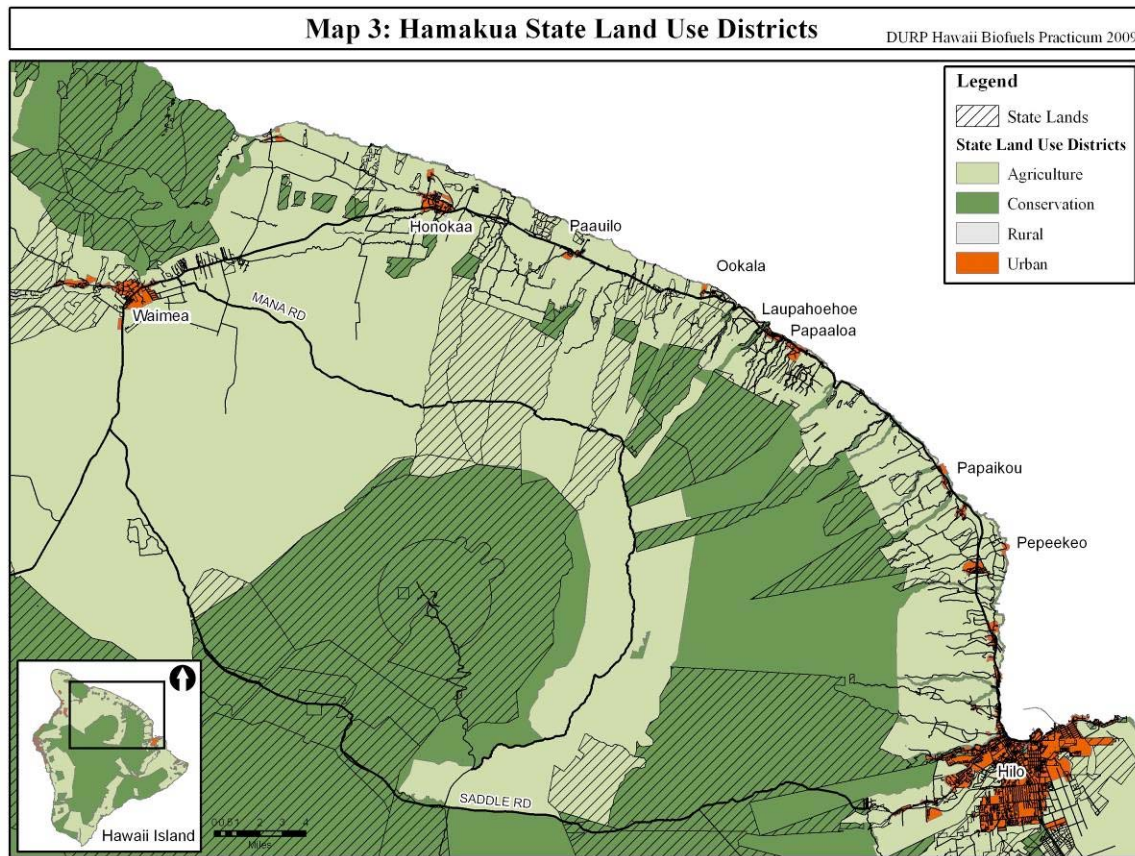 Map 3: Hamakua State Land Use Districts
DURP Hawaii Biofuels Practicum 2009
Legend
State Lands
State Land Use Districts
Agriculture
Conservation
Rural
Urban
Honokaa
Paauilo
Ookala
Waimea
MANA RD
Laupahoehoe
Papaaloa
Papaikou
Pepeekeo
Hilo
SADDLE RD
Hawaii Island
Miles